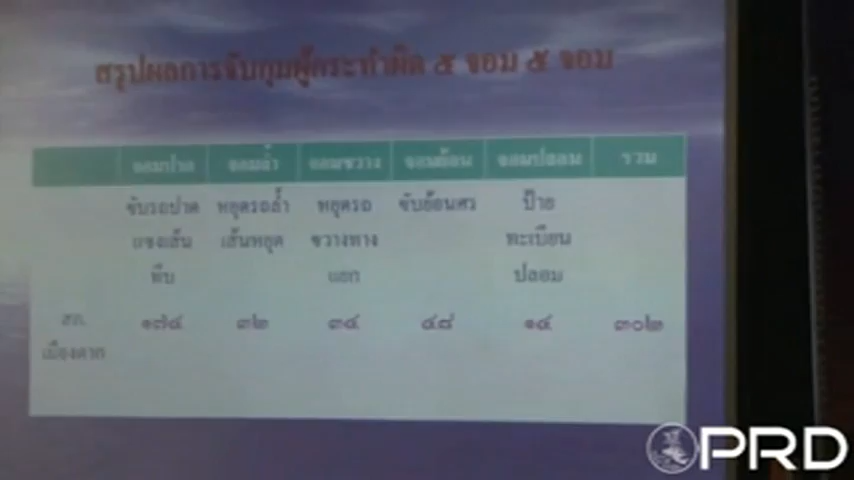 สรุปผลการจับกุมผู้กระทำผิด ๕ จอม ๕ จอม
จอมปาด จอมล้ำ จอมขวาง จอมย้อน จอมปลอม รวม
ขับรถปาด หยุดรถล้ำ หยุดรถ ขับย้อนศร ป้าย
แซงเส้น เส้นหยุด ขวางทาง ทะเบียน
ทึบ แยก ปลอม
สภ. ๑๗๔ ๓๒ ๓๔ ๔๘ ๑๔ ๓๐๒
เมืองตาก
PRD